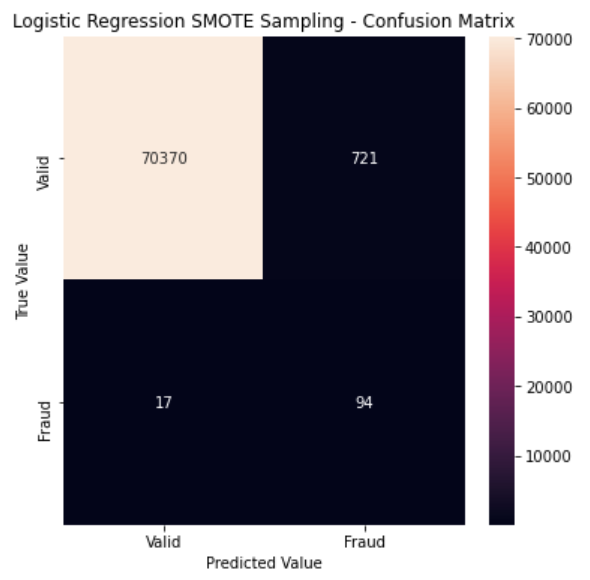 Logistic Regression SMOTE Sampling - Confusion Matrix
70000
60000
50000
40000
30000
20000
10000
True Value
Valid
Fraud
70370 721
17 94
Valid Fraud
Predicted Value